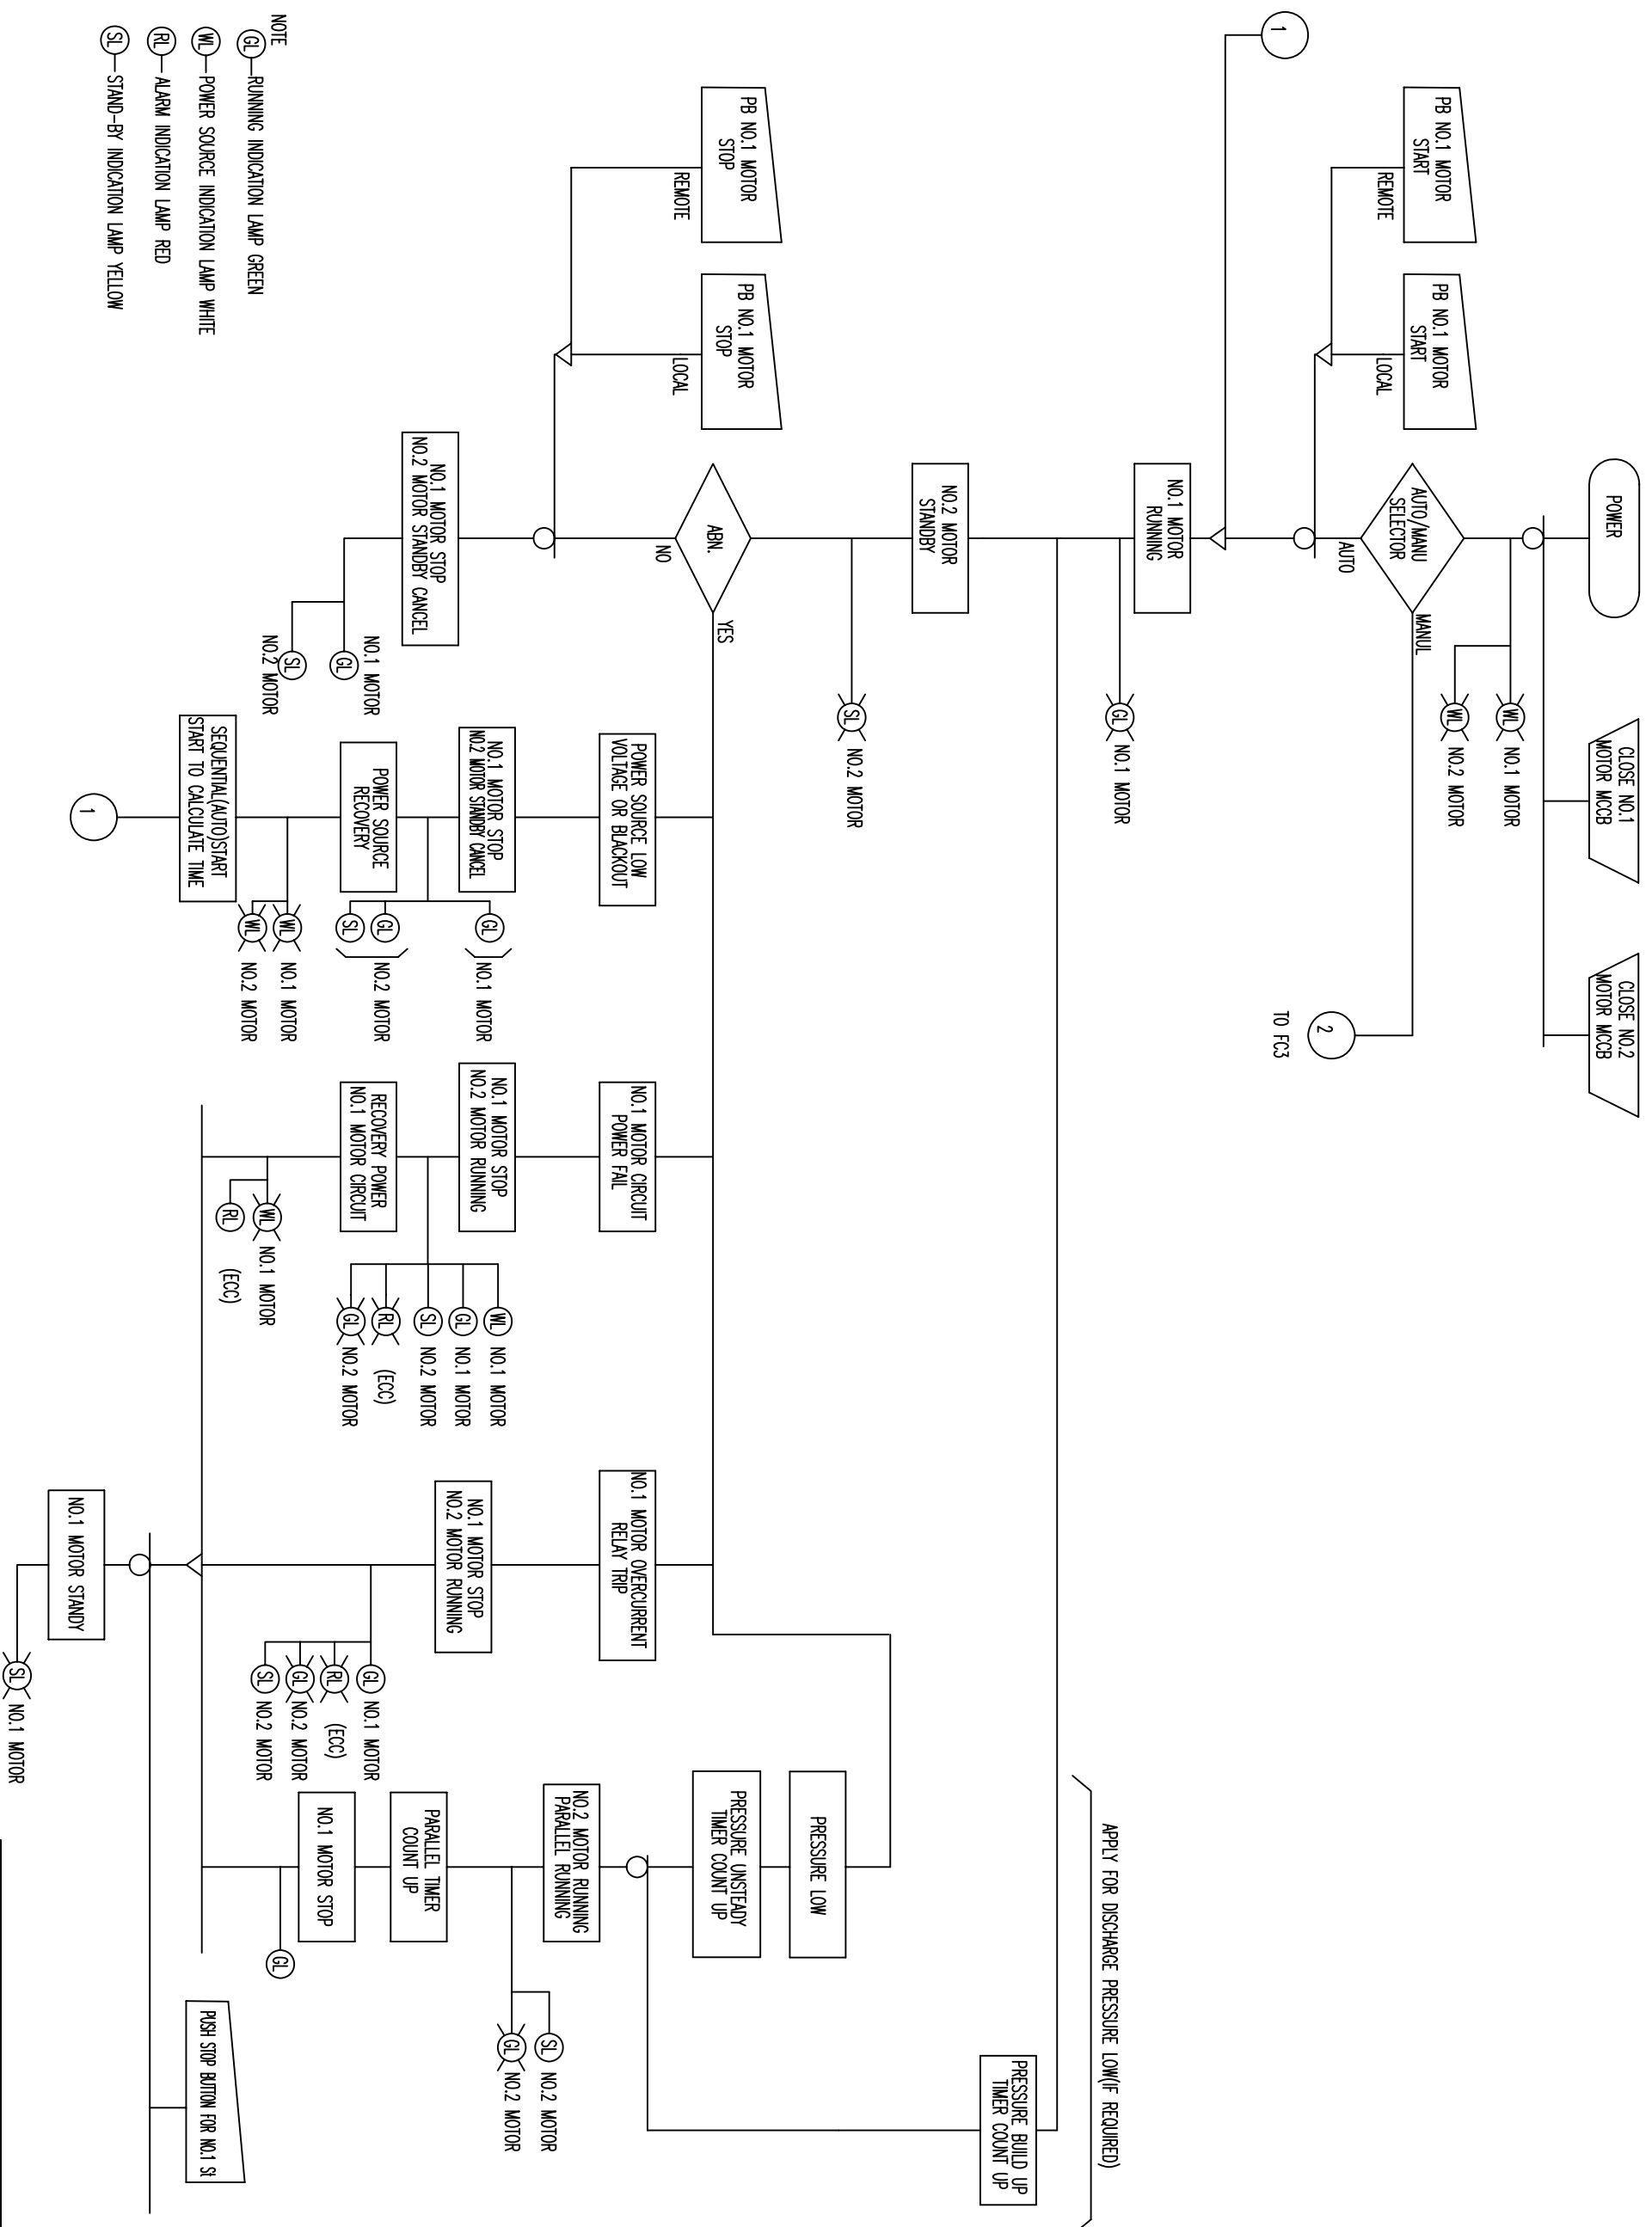 POWER
CLOSE NO.1
MOTOR MCCB
CLOSE NO.2
MOTOR MCCB
WL
NO.1 MOTOR
WL
NO.2 MOTOR
PB NO.1 MOTOR
START
REMOTE
PB NO.1 MOTOR
START
LOCAL
AUTO/MANU
SELECTOR
MANUL
AUTO
2
TO FC3
1
NO.1 MOTOR
RUNNING
GL
NO.1 MOTOR
APPLY FOR DISCHARGE PRESSURE LOW(IF REQUIRED)
PRESSURE BUILD UP
TIMER COUNT UP
NO.2 MOTOR
STANDBY
SL
NO.2 MOTOR
PB NO.1 MOTOR
STOP
REMOTE
PB NO.1 MOTOR
STOP
LOCAL
ABN.
YES
NO
PRESSURE LOW
PRESSURE UNSTEADY
TIMER COUNT UP
POWER SOURCE LOW
VOLTAGE OR BLACKOUT
NO.1 MOTOR CIRCUIT
POWER FAIL
NO.1 MOTOR OVERCURRENT
RELAY TRIP
NO.2 MOTOR RUNNING
PARALLEL RUNNING
SL
NO.2 MOTOR
GL
NO.2 MOTOR
NO.1 MOTOR STOP
NO.2 MOTOR STANDBY CANCEL
GL
NO.1 MOTOR
SL
NO.2 MOTOR
NO.1 MOTOR STOP
NO.2 MOTOR STANDBY CANCEL
GL
NO.1 MOTOR
GL
SL
NO.2 MOTOR
NO.1 MOTOR STOP
NO.2 MOTOR RUNNING
WL
NO.1 MOTOR
GL
NO.1 MOTOR
SL
NO.2 MOTOR
RL
(ECC)
GL
NO.2 MOTOR
NO.1 MOTOR STOP
NO.2 MOTOR RUNNING
GL
NO.1 MOTOR
RL
(ECC)
GL
NO.2 MOTOR
SL
NO.2 MOTOR
PARALLEL TIMER
COUNT UP
NO.1 MOTOR STOP
GL
POWER SOURCE
RECOVERY
WL
NO.1 MOTOR
WL
NO.2 MOTOR
RECOVERY POWER
NO.1 MOTOR CIRCUIT
WL
NO.1 MOTOR
RL
(ECC)
SEQUENTIAL(AUTO)START
START TO CALCULATE TIME
1
PUSH STOP BUTTON FOR NO.1
NO.1 MOTOR STANDY
SL
NO.1 MOTOR
NOTE
GL
RUNNING INDICATION LAMP GREEN
WL
POWER SOURCE INDICATION LAMP WHITE
RL
ALARM INDICATION LAMP RED
SL
STAND-BY INDICATION LAMP YELLOW